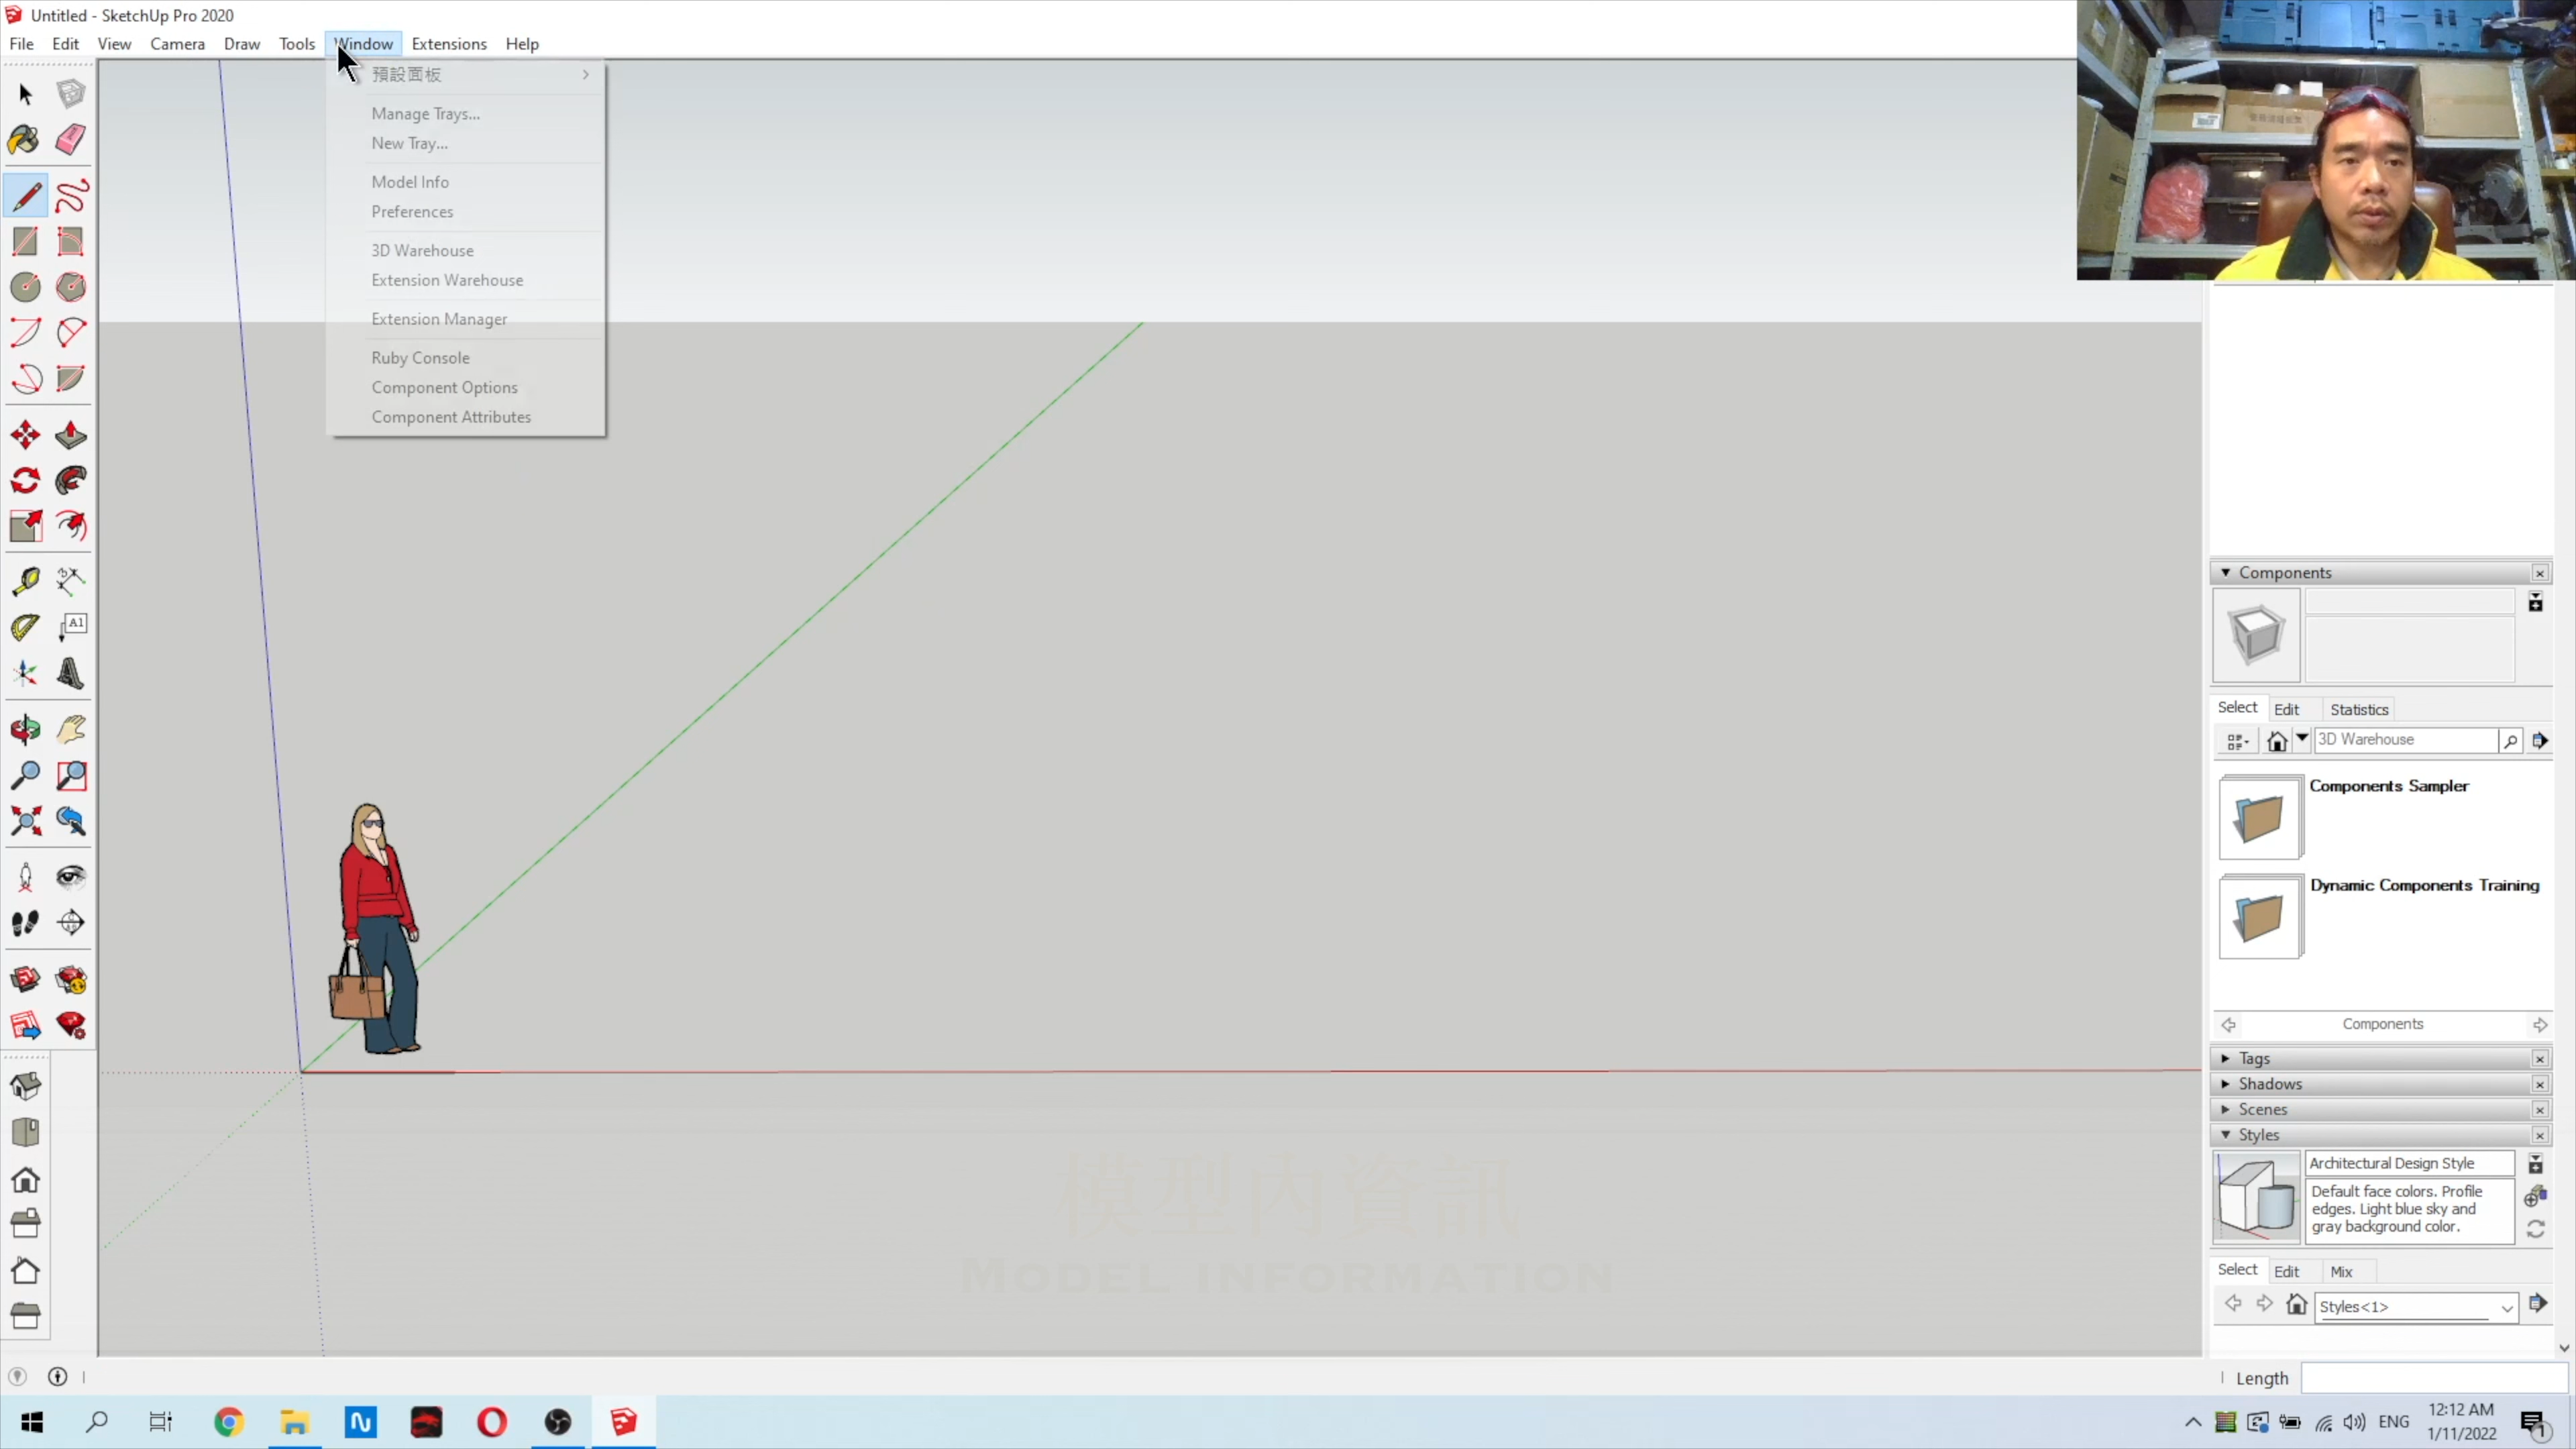 Untitled - SketchUp Pro 2020
File Edit View Camera Draw Tools Window Extensions Help
預設面板
Manage Trays...
New Tray...
Model Info
Preferences
3D Warehouse
Extension Warehouse
Extension Manager
Ruby Console
Component Options
Component Attributes
A1
Components
Select Edit Statistics
3D Warehouse
Components Sampler
Dynamic Components Training
Components
Tags
Shadows
Scenes
Styles
Architectural Design Style
Default face colors. Profile
edges. Light blue sky and
gray background color.
Select Edit Mix
Styles<1>
模型內資訊
MODEL INFORMATION
Length
ENG
12:12 AM
1/11/2022
1